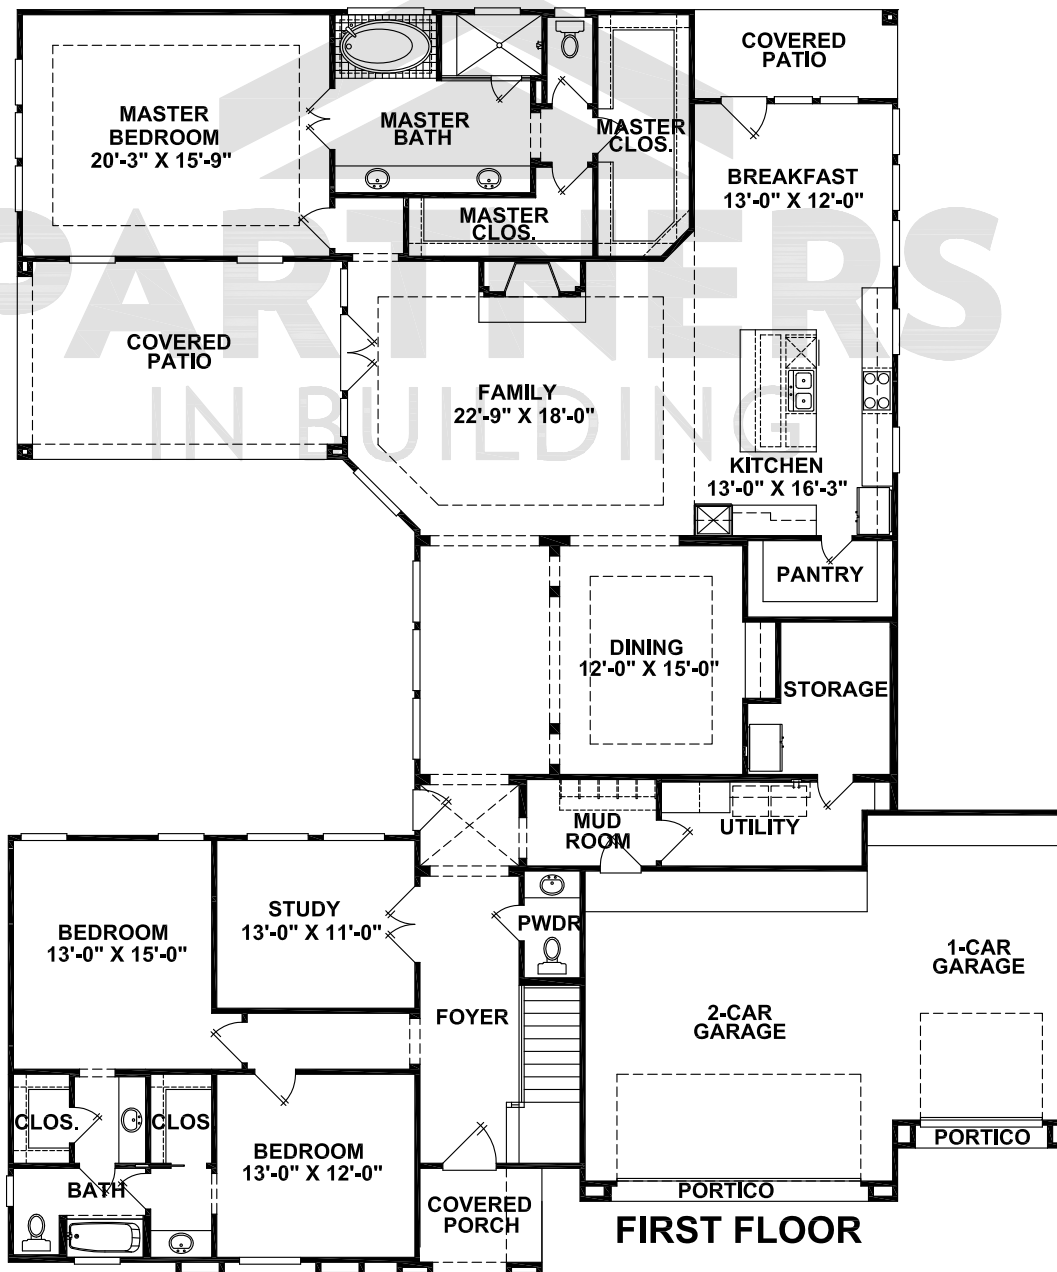 COVERED
PATIO
MASTER
BEDROOM
20'-3" X 15'-9"
MASTER
BATH
MASTER
CLOS.
BREAKFAST
13'-0" X 12'-0"
MASTER
CLOS.
PARTNERS
IN BUILDING
COVERED
PATIO
FAMILY
22'-9" X 18'-0"
KITCHEN
13'-0" X 16'-3"
PANTRY
DINING
12'-0" X 15'-0"
STORAGE
MUD
ROOM
UTILITY
STUDY
13'-0" X 11'-0"
PWDR
BEDROOM
13'-0" X 15'-0"
1-CAR
GARAGE
FOYER
2-CAR
GARAGE
CLOS.
CLOS
BEDROOM
13'-0" X 12'-0"
PORTICO
BATH
COVERED
PORCH
PORTICO
FIRST FLOOR